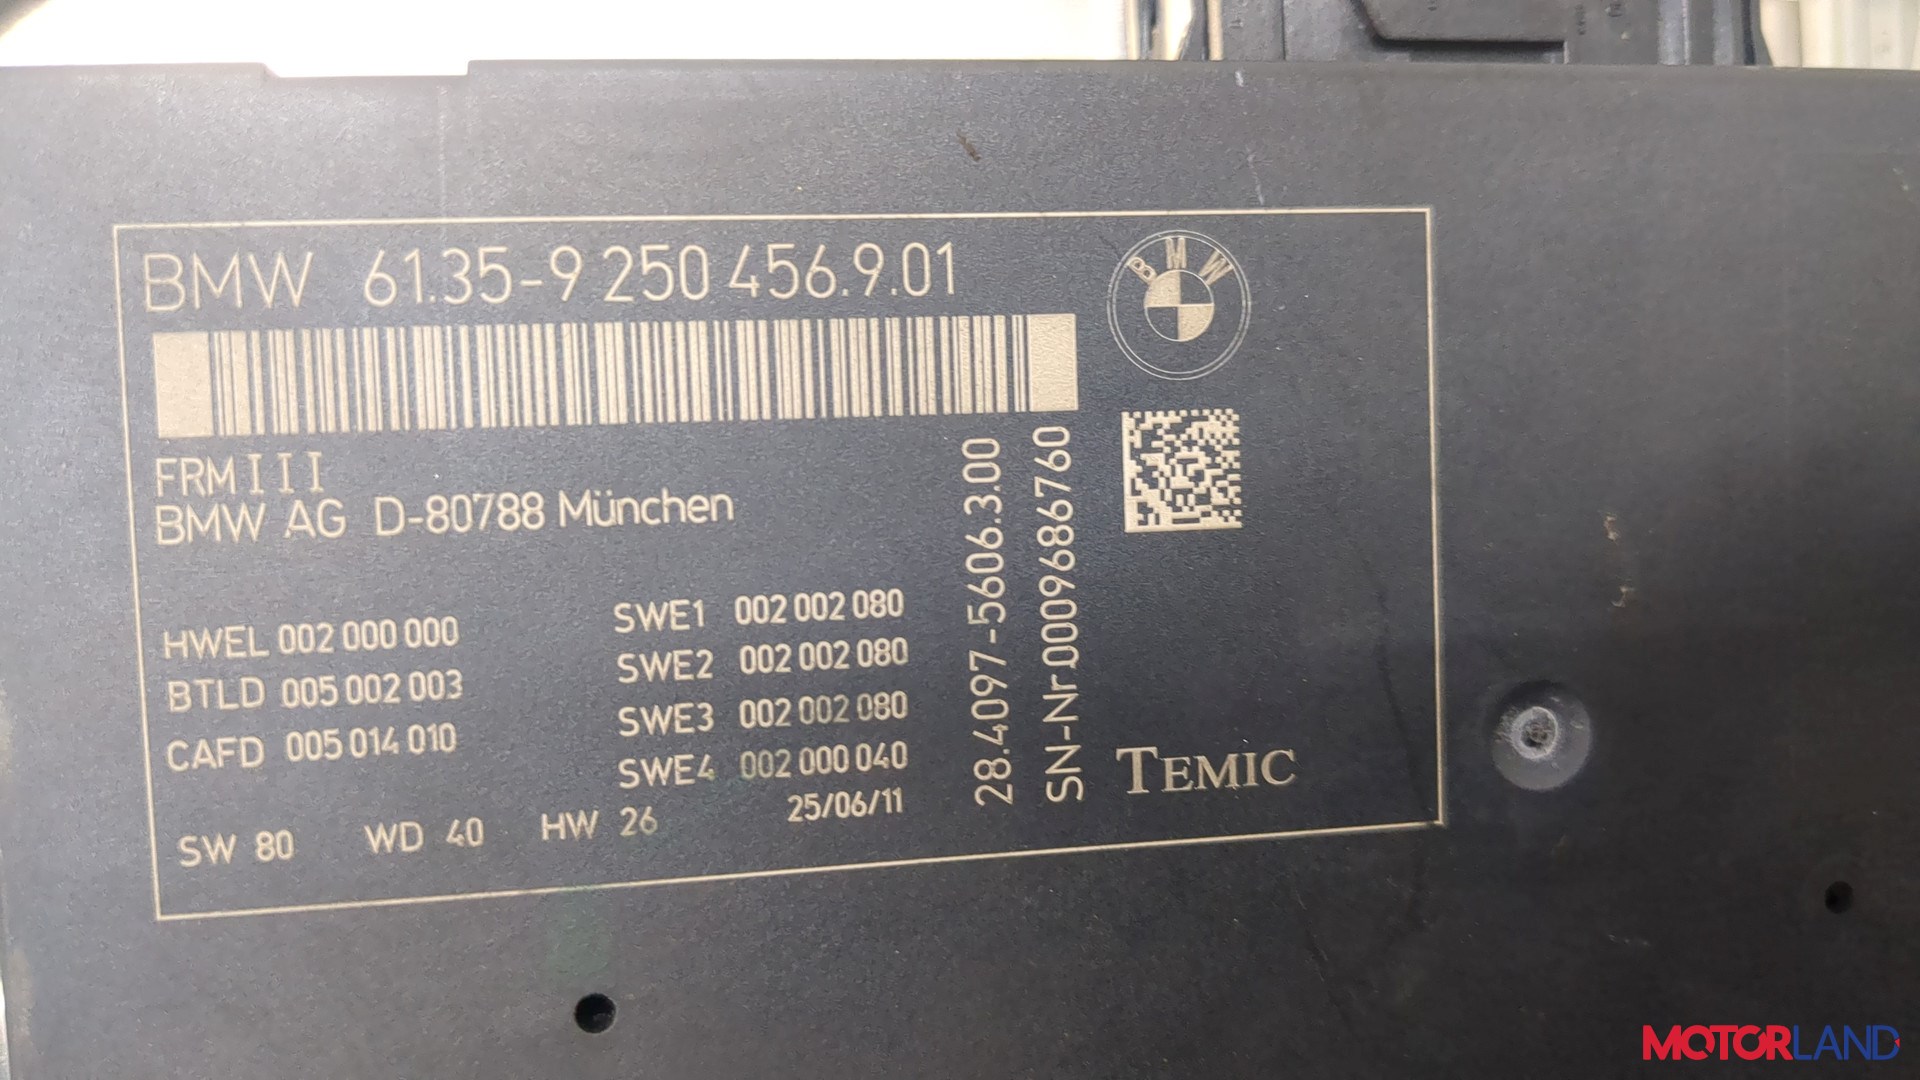 BMW 61.35-9 250 456.9.01
BMW
FRM III
BMW AG D-80788 München
HWEL 002 000 000
BTLD 005 002 003
CAFD 005 014 010
SWE1 002 002 080
SWE2 002 002 080
SWE3 002 002 080
SWE4 002 000 040
SW 80 WD 40 HW 26 25/06/11
28.4097-5606.3.00
SN-Nr.0009686760
TEMIC
MOTORLAND